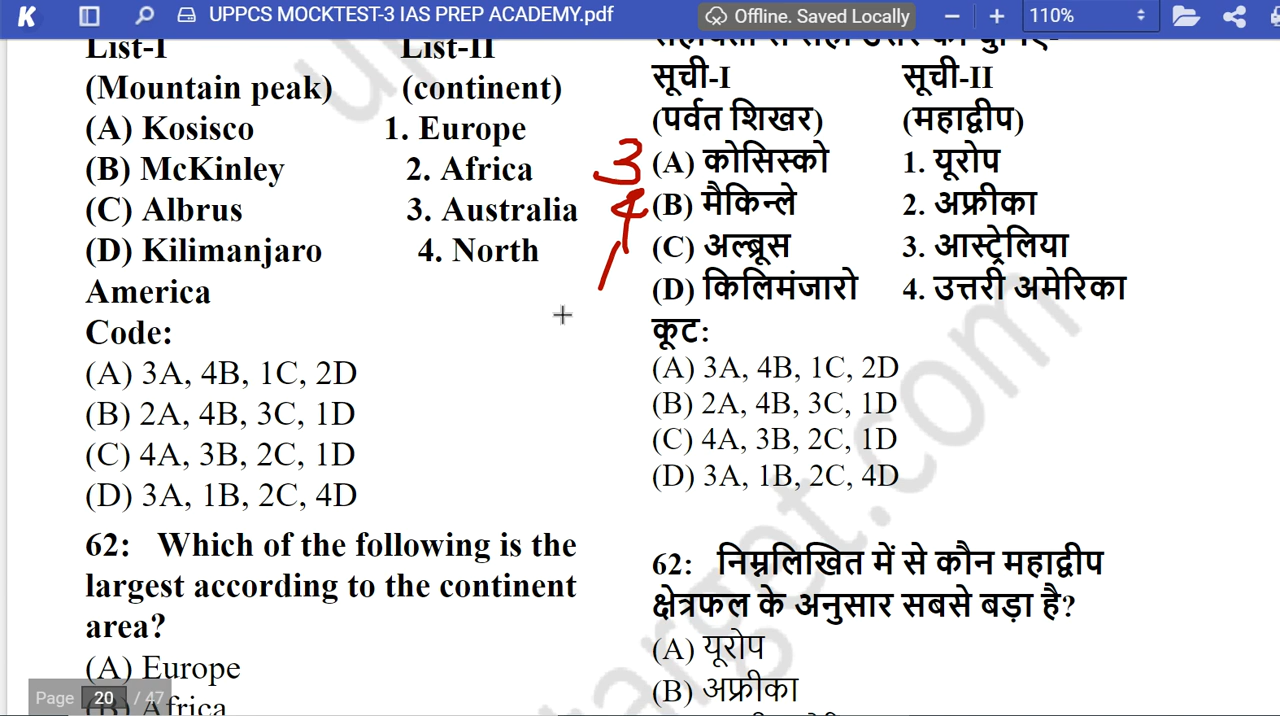 UPPCS MOCKTEST-3 IAS PREP ACADEMY.pdf
Offline. Saved Locally
110%
List-I List-II
(Mountain peak) (continent)
(A) Kosisco 1. Europe
(B) McKinley 2. Africa
(C) Albrus 3. Australia
(D) Kilimanjaro 4. North
America
Code:
(A) 3A, 4B, 1C, 2D
(B) 2A, 4B, 3C, 1D
(C) 4A, 3B, 2C, 1D
(D) 3A, 1B, 2C, 4D
62: Which of the following is the
largest according to the continent
area?
(A) Europe
(B) Africa
सूची-I सूची-II
(पर्वत शिखर) (महाद्वीप)
3 (A) कोसिस्को 1. यूरोप
4 (B) मैकिन्ले 2. अफ्रीका
1 (C) अल्ब्रूस 3. आस्ट्रेलिया
(D) किलिमंजारो 4. उत्तरी अमेरिका
कूटः
(A) 3A, 4B, 1C, 2D
(B) 2A, 4B, 3C, 1D
(C) 4A, 3B, 2C, 1D
(D) 3A, 1B, 2C, 4D
62: निम्नलिखित में से कौन महाद्वीप
क्षेत्रफल के अनुसार सबसे बड़ा है?
(A) यूरोप
(B) अफ्रीका
Page 20 / 47